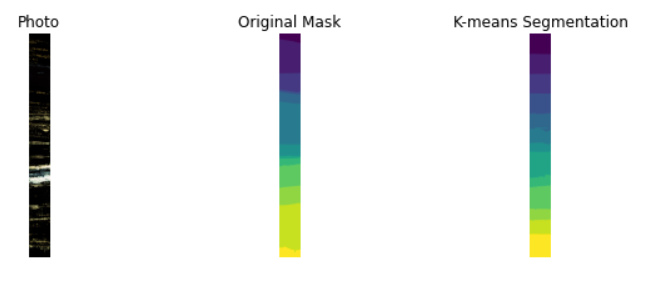 Photo
Original Mask
K-means Segmentation